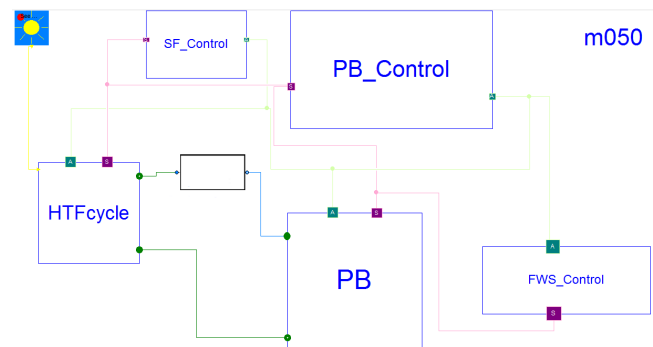 SF_Control
S
A
PB_Control
S
A
m050
A
S
HTFcycle
A
S
PB
A
FWS_Control
S